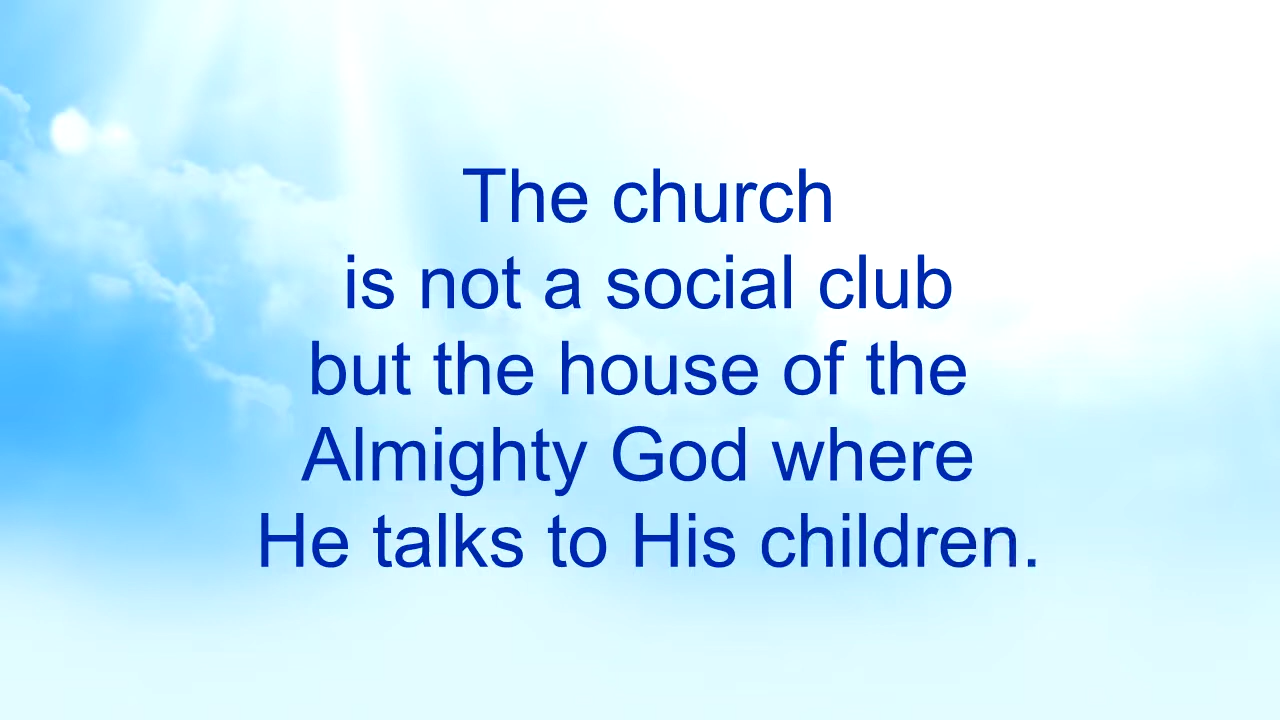 The church
is not a social club
but the house of the
Almighty God where
He talks to His children.